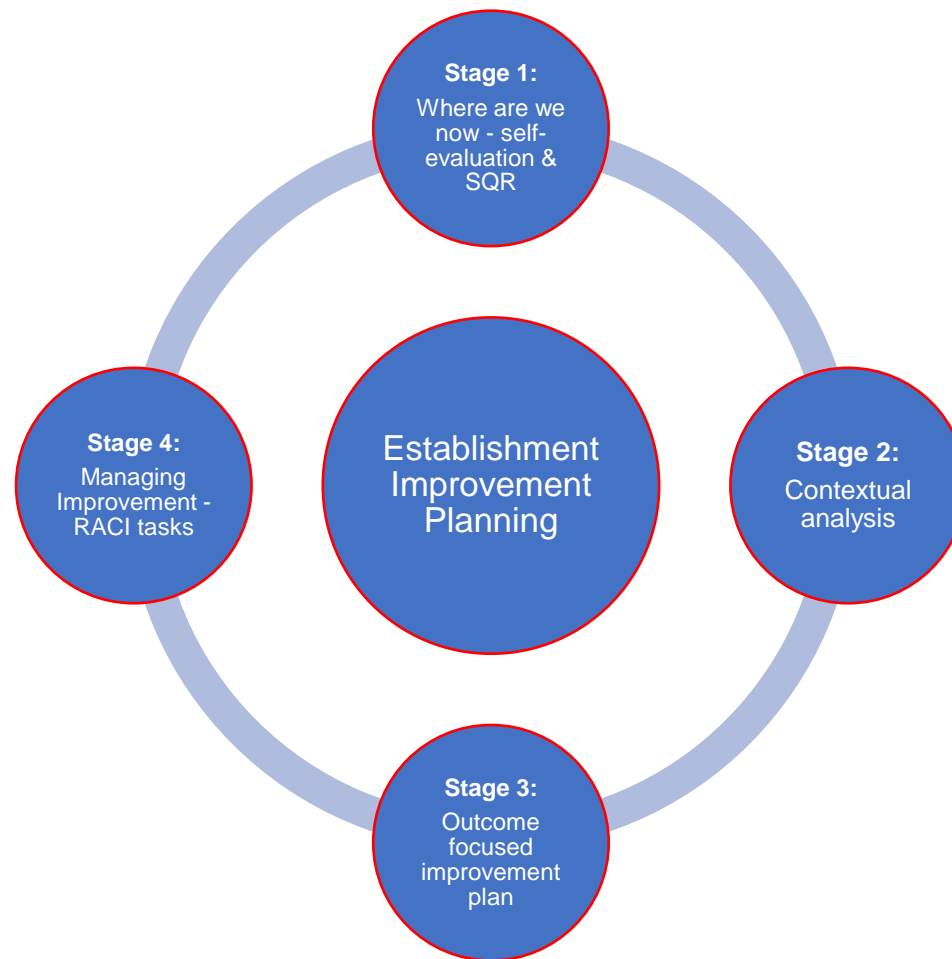 Stage 1:
Where are we
now - self-
evaluation &
SQR
Stage 4:
Managing
Improvement -
RACI tasks
Establishment
Improvement
Planning
Stage 2:
Contextual
analysis
Stage 3:
Outcome
focused
improvement
plan